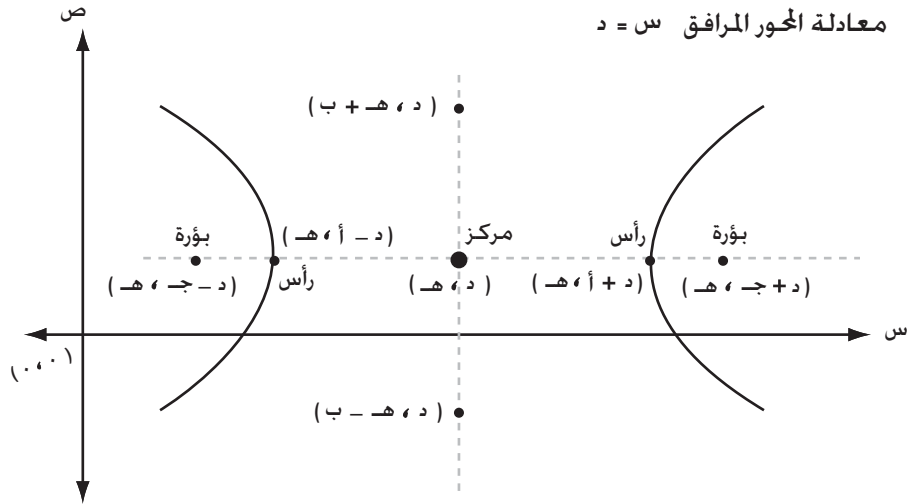 ص
معادلة المحور المرافق س = د
( د ، هـ + ب )
بؤرة
( د – أ ، هـ )
مركز
رأس
بؤرة
( د – جـ ، هـ )
رأس
( د ، هـ )
( د + أ ، هـ )
( د + جـ ، هـ )
س
( ٠ ، ٠ )
( د ، هـ – ب )